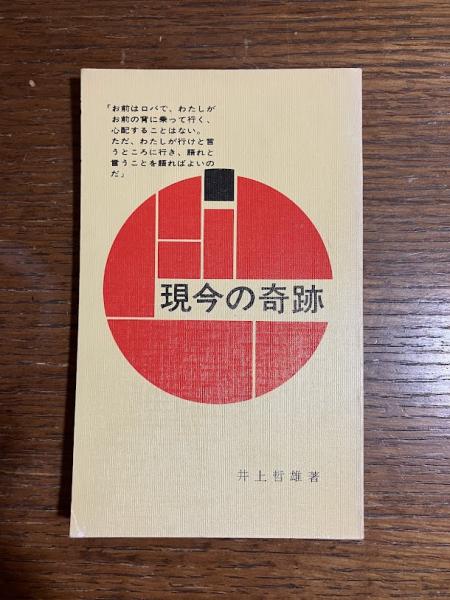 「お前はロバで、わたしが
お前の背に乗って行く、
心配することはない。
ただ、わたしが行けと言
うところに行き、語れと
言うことを語ればよいの
だ」
現今の奇跡
井上哲雄著